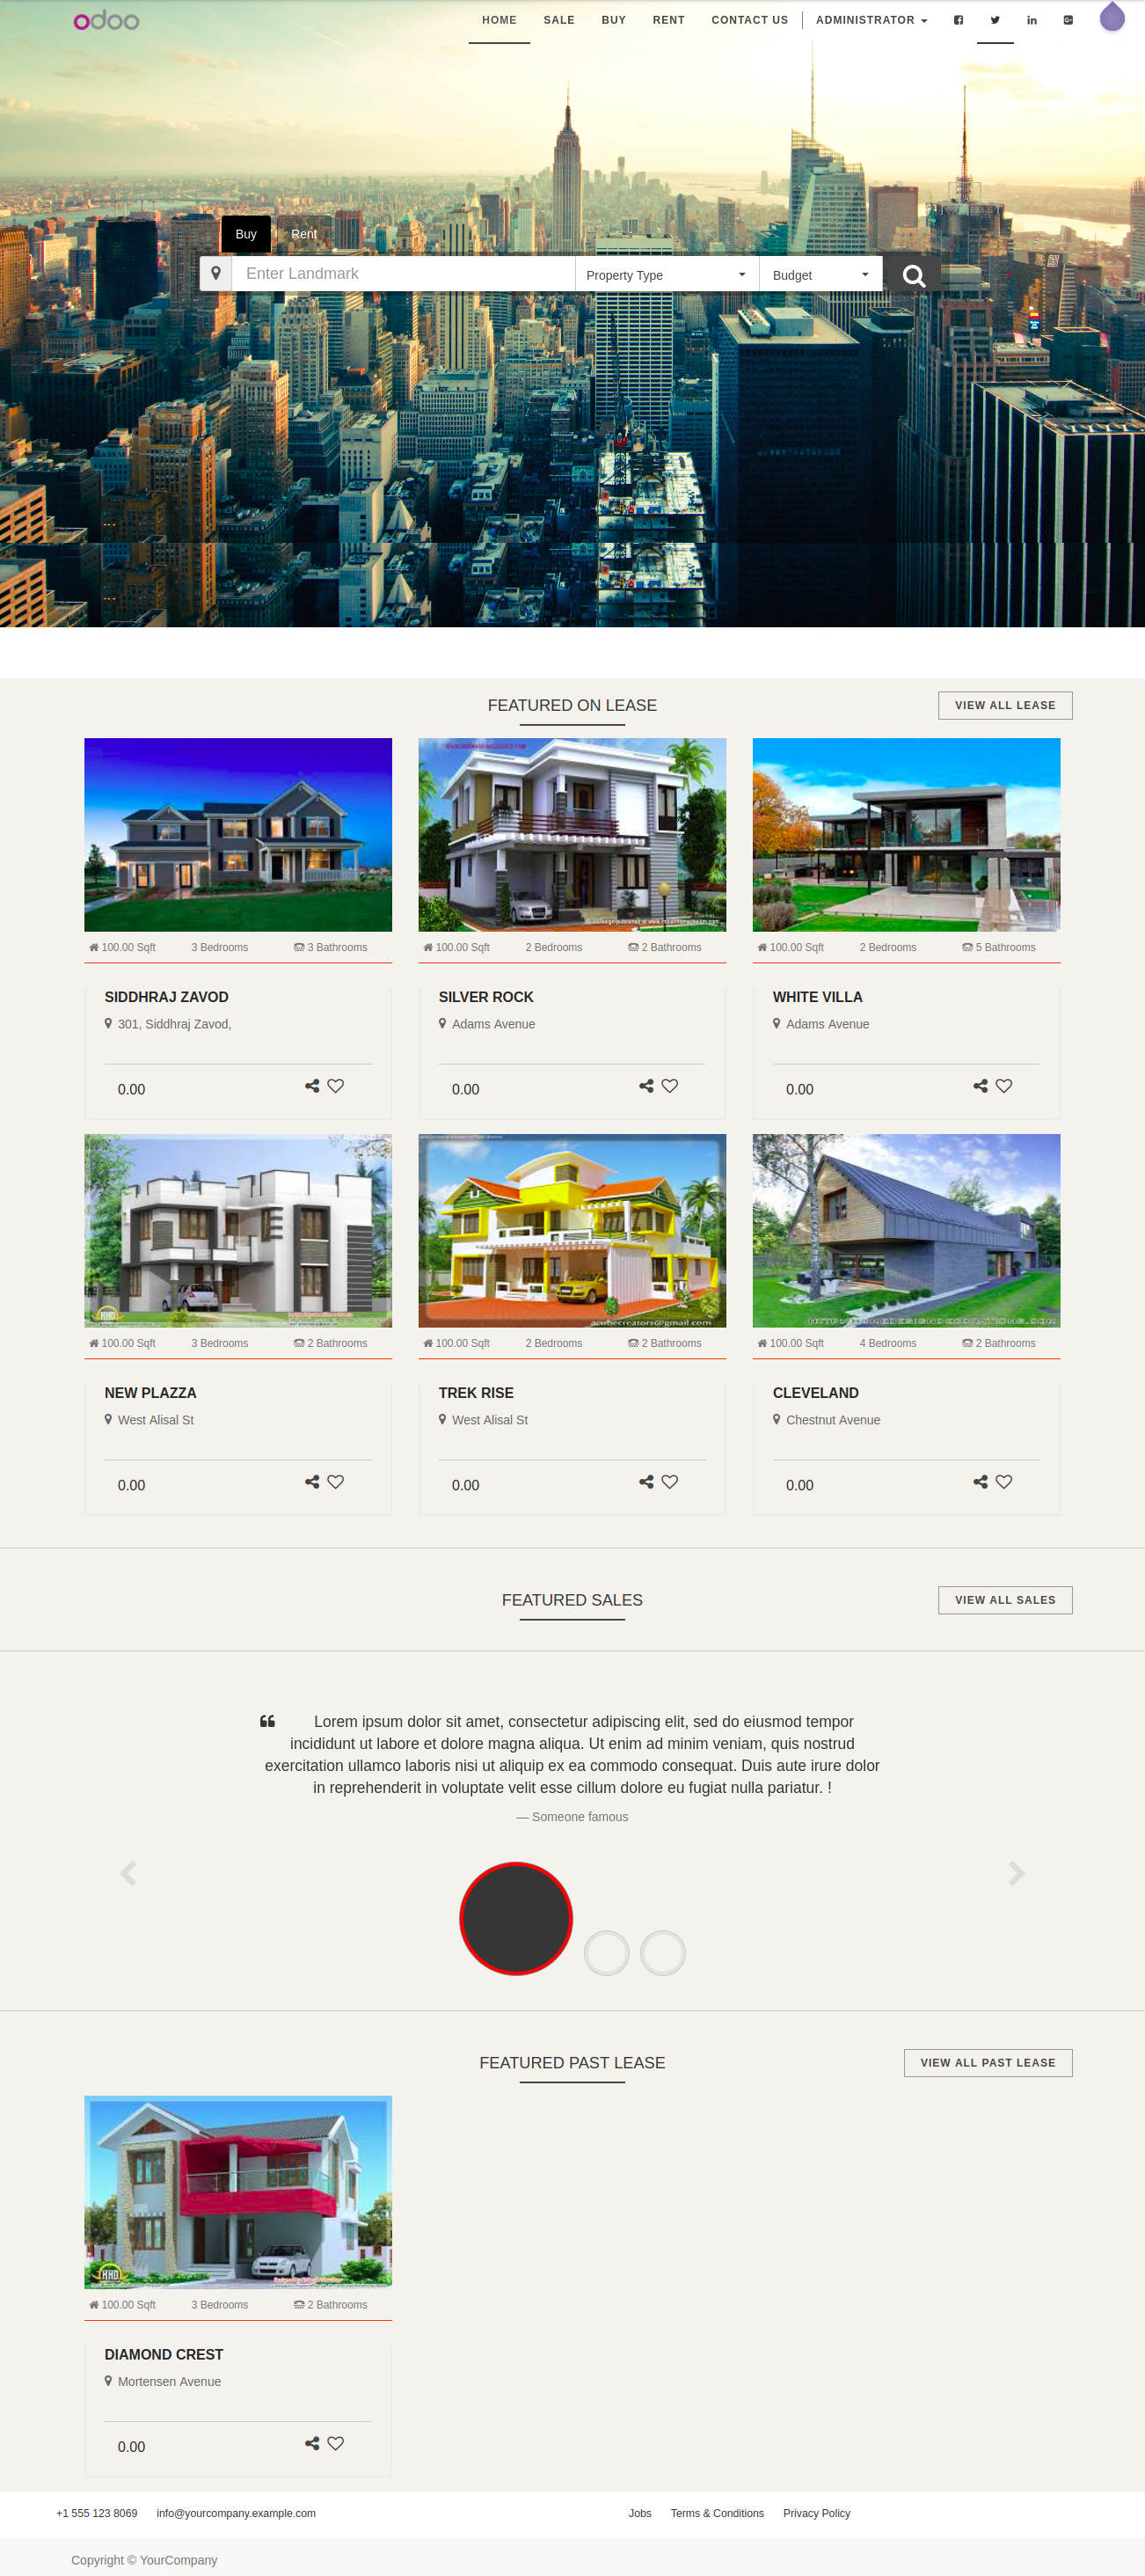 odoo
HOME SALE BUY RENT CONTACT US ADMINISTRATOR
Buy Rent
Enter Landmark Property Type Budget
FEATURED ON LEASE VIEW ALL LEASE
100.00 Sqft 3 Bedrooms 3 Bathrooms
100.00 Sqft 2 Bedrooms 2 Bathrooms
100.00 Sqft 2 Bedrooms 5 Bathrooms
SIDDHRAJ ZAVOD
301, Siddhraj Zavod,
0.00
SILVER ROCK
Adams Avenue
0.00
WHITE VILLA
Adams Avenue
0.00
HHD
acubecreators@gmail.com
100.00 Sqft 3 Bedrooms 2 Bathrooms
100.00 Sqft 2 Bedrooms 2 Bathrooms
100.00 Sqft 4 Bedrooms 2 Bathrooms
NEW PLAZZA
West Alisal St
0.00
TREK RISE
West Alisal St
0.00
CLEVELAND
Chestnut Avenue
0.00
FEATURED SALES VIEW ALL SALES
Lorem ipsum dolor sit amet, consectetur adipiscing elit, sed do eiusmod tempor
incididunt ut labore et dolore magna aliqua. Ut enim ad minim veniam, quis nostrud
exercitation ullamco laboris nisi ut aliquip ex ea commodo consequat. Duis aute irure dolor
in reprehenderit in voluptate velit esse cillum dolore eu fugiat nulla pariatur. !
— Someone famous
FEATURED PAST LEASE VIEW ALL PAST LEASE
HHD
100.00 Sqft 3 Bedrooms 2 Bathrooms
DIAMOND CREST
Mortensen Avenue
0.00
+1 555 123 8069 info@yourcompany.example.com Jobs Terms & Conditions Privacy Policy
Copyright © YourCompany